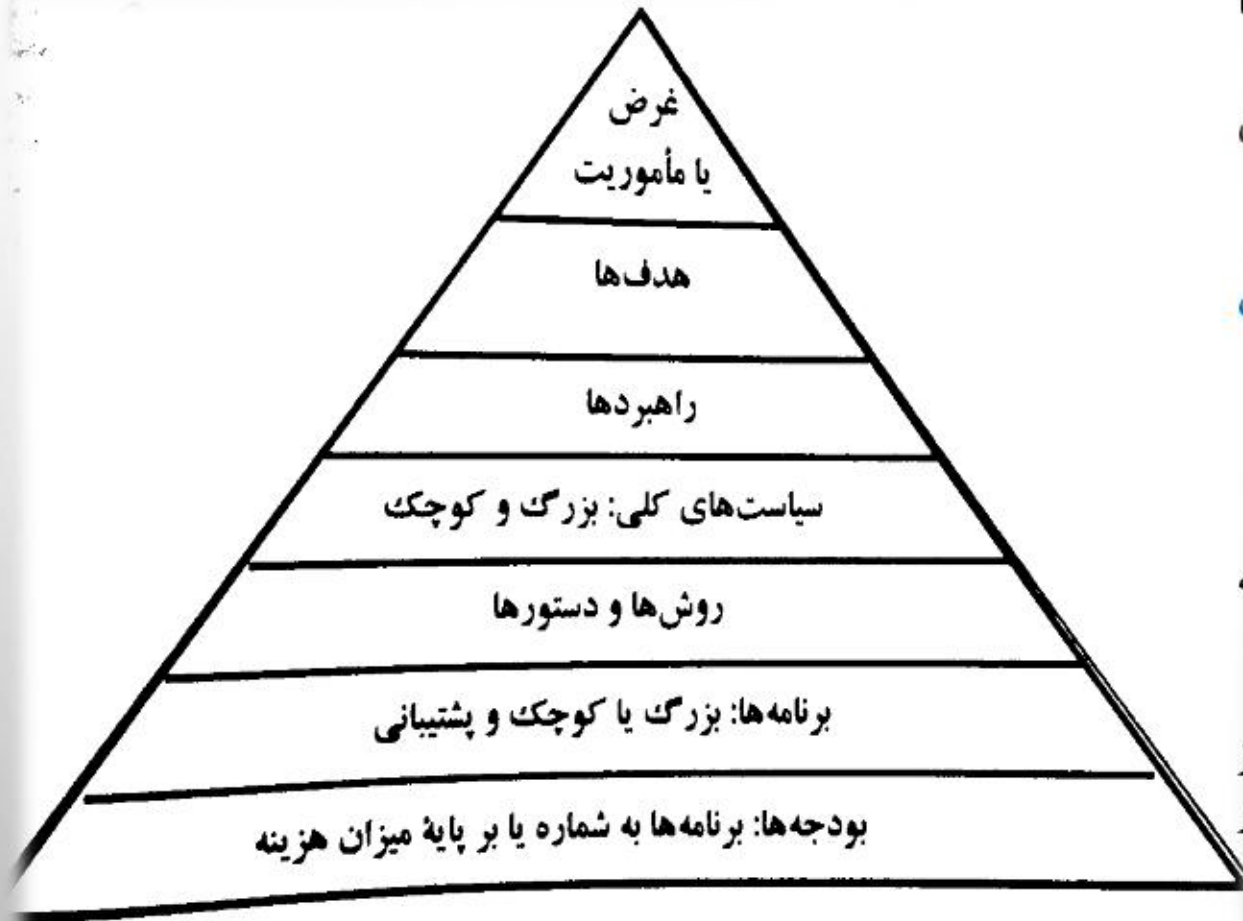 غرض
یا مأموریت
هدف‌ها
راهبردها
سیاست‌های کلی: بزرگ و کوچک
روش‌ها و دستورها
برنامه‌ها: بزرگ یا کوچک و پشتیبانی
بودجه‌ها: برنامه‌ها به شماره یا بر پایهٔ میزان هزینه